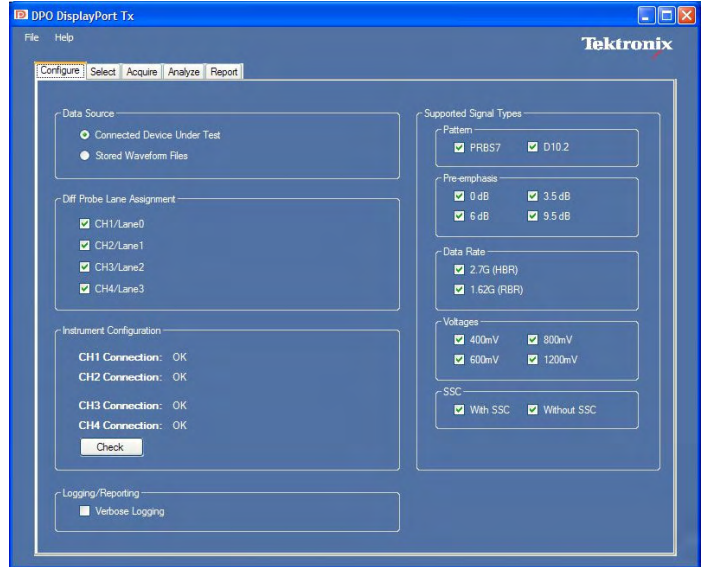 DPO DisplayPort Tx
File Help
Tektronix
Configure Select Acquire Analyze Report
Data Source
Connected Device Under Test
Stored Waveform Files
Diff Probe Lane Assignment
CH1/Lane0
CH2/Lane1
CH3/Lane2
CH4/Lane3
Instrument Configuration
CH1 Connection: OK
CH2 Connection: OK
CH3 Connection: OK
CH4 Connection: OK
Check
Logging/Reporting
Verbose Logging
Supported Signal Types
Pattern
PRBS7 D10.2
Pre-emphasis
0 dB 3.5 dB
6 dB 9.5 dB
Data Rate
2.7G (HBR)
1.62G (RBR)
Voltages
400mV 800mV
600mV 1200mV
SSC
With SSC Without SSC